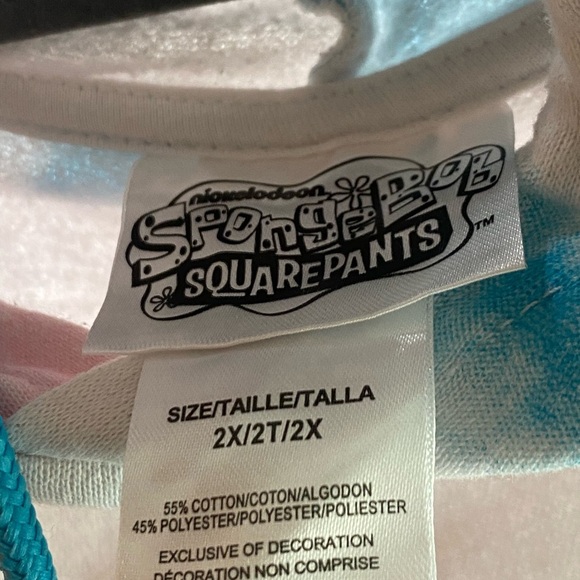 nickelodeon
SpongeBob
SQUAREPANTS
™
SIZE/TAILLE/TALLA
2X/2T/2X
55% COTTON/COTON/ALGODON
45% POLYESTER/POLYESTER/POLIESTER
EXCLUSIVE OF DECORATION
DÉCORATION NON COMPRISE